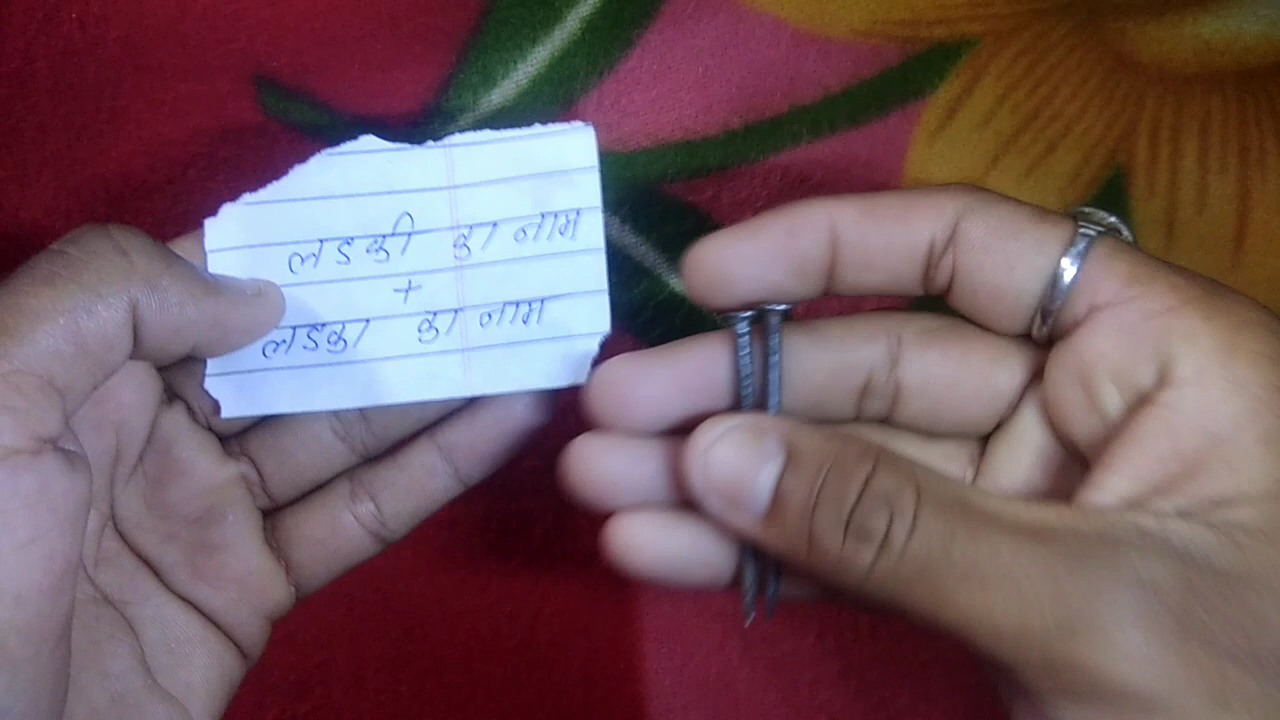 लडकी का नाम
+
लडका का नाम